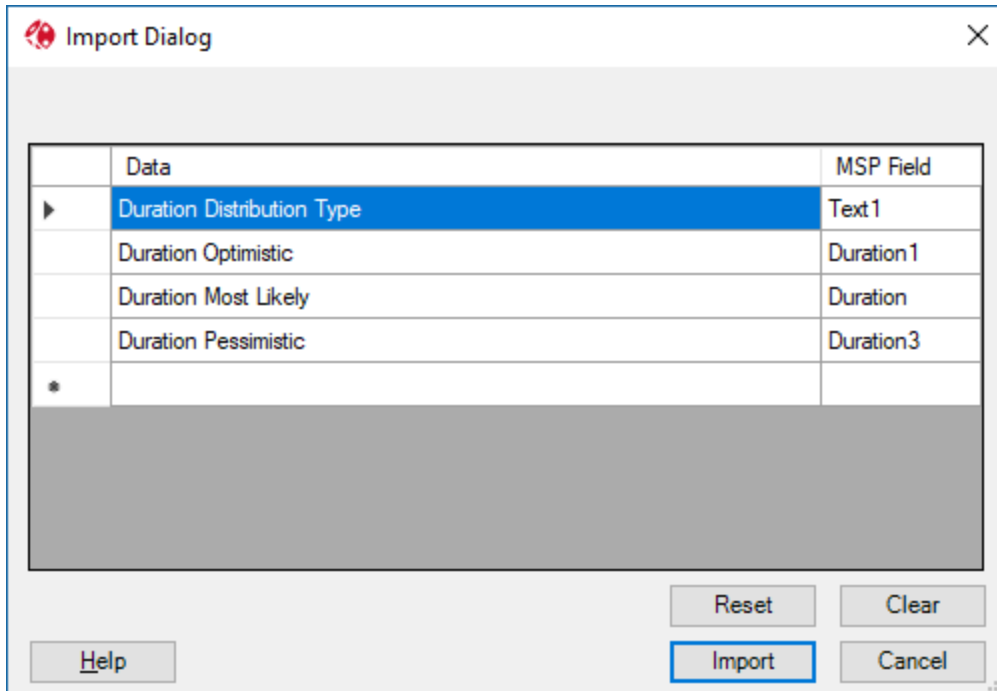 Import Dialog
Data MSP Field
Duration Distribution Type Text1
Duration Optimistic Duration1
Duration Most Likely Duration
Duration Pessimistic Duration3
Reset Clear
Help Import Cancel